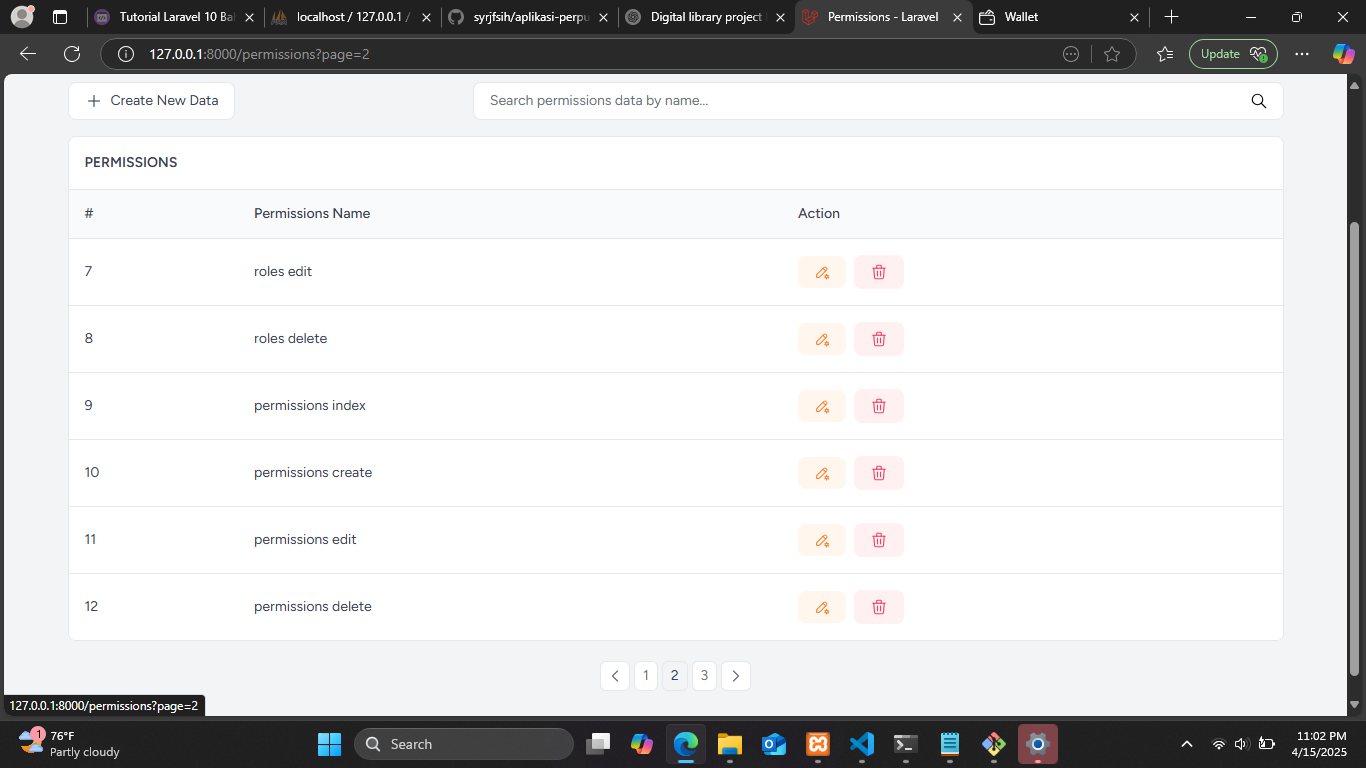 Tutorial Laravel 10 Ba
localhost / 127.0.0.1 /
syrjfsih/aplikasi-perpu
Digital library project
Permissions - Laravel
Wallet
127.0.0.1:8000/permissions?page=2
Update
Create New Data
Search permissions data by name...
PERMISSIONS
# Permissions Name Action
7 roles edit
8 roles delete
9 permissions index
10 permissions create
11 permissions edit
12 permissions delete
1 2 3
127.0.0.1:8000/permissions?page=2
1
76°F
Partly cloudy
Search
11:02 PM
4/15/2025